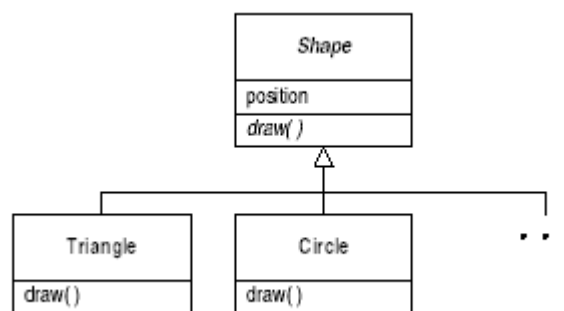 Shape
position
draw( )
Triangle
Circle
. .
draw( )
draw( )